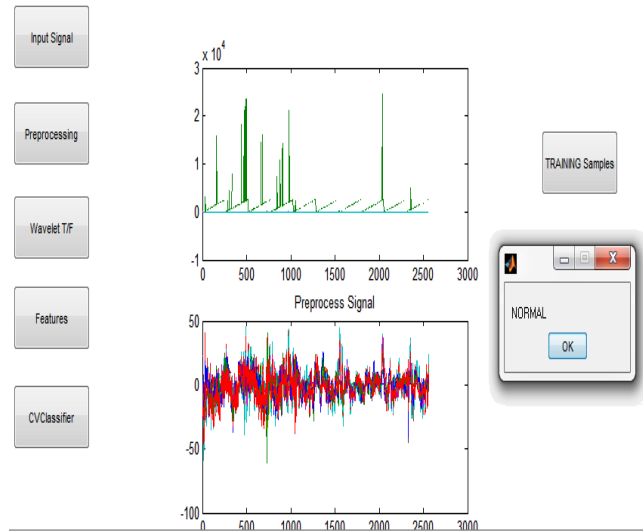 Input Signal
Preprocessing
Wavelet T/F
Features
CVClassifier
x 10^4
3
2
1
0
-1
0 500 1000 1500 2000 2500 3000
Preprocess Signal
50
0
-50
-100
0 500 1000 1500 2000 2500 3000
TRAINING Samples
NORMAL
OK